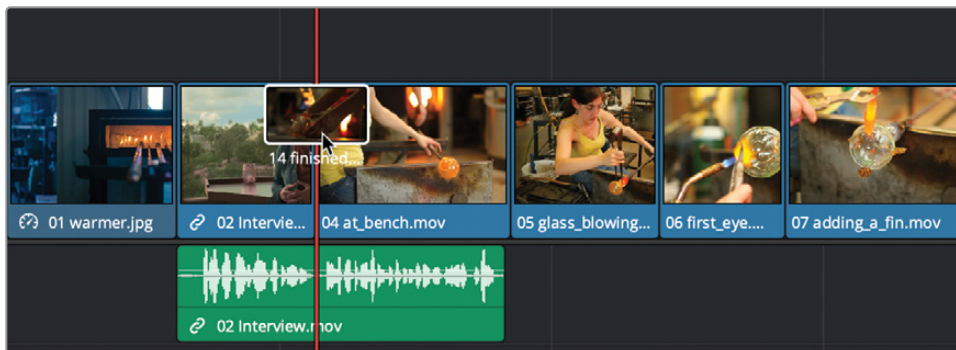 14 finished...
01 warmer.jpg
02 Intervie...
04 at_bench.mov
05 glass_blowing...
06 first_eye....
07 adding_a_fin.mov
02 Interview.mov